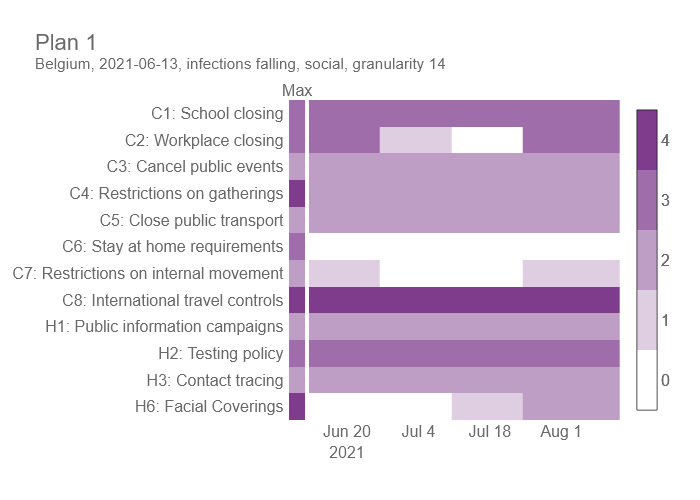 Plan 1
Belgium, 2021-06-13, infections falling, social, granularity 14
Max
C1: School closing
C2: Workplace closing
C3: Cancel public events
C4: Restrictions on gatherings
C5: Close public transport
C6: Stay at home requirements
C7: Restrictions on internal movement
C8: International travel controls
H1: Public information campaigns
H2: Testing policy
H3: Contact tracing
H6: Facial Coverings
4
3
2
1
0
Jun 20 Jul 4 Jul 18 Aug 1
2021